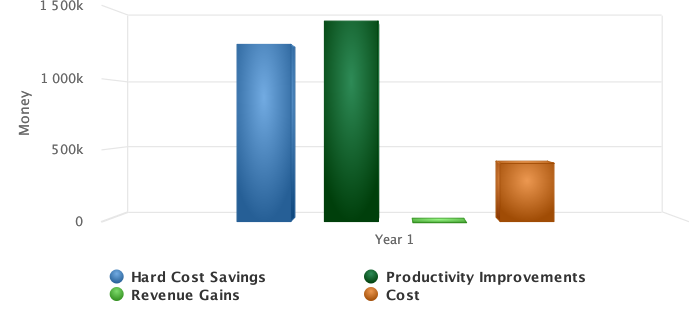 1 500k
1 000k
500k
0
Money
Year 1
Hard Cost Savings
Productivity Improvements
Revenue Gains
Cost